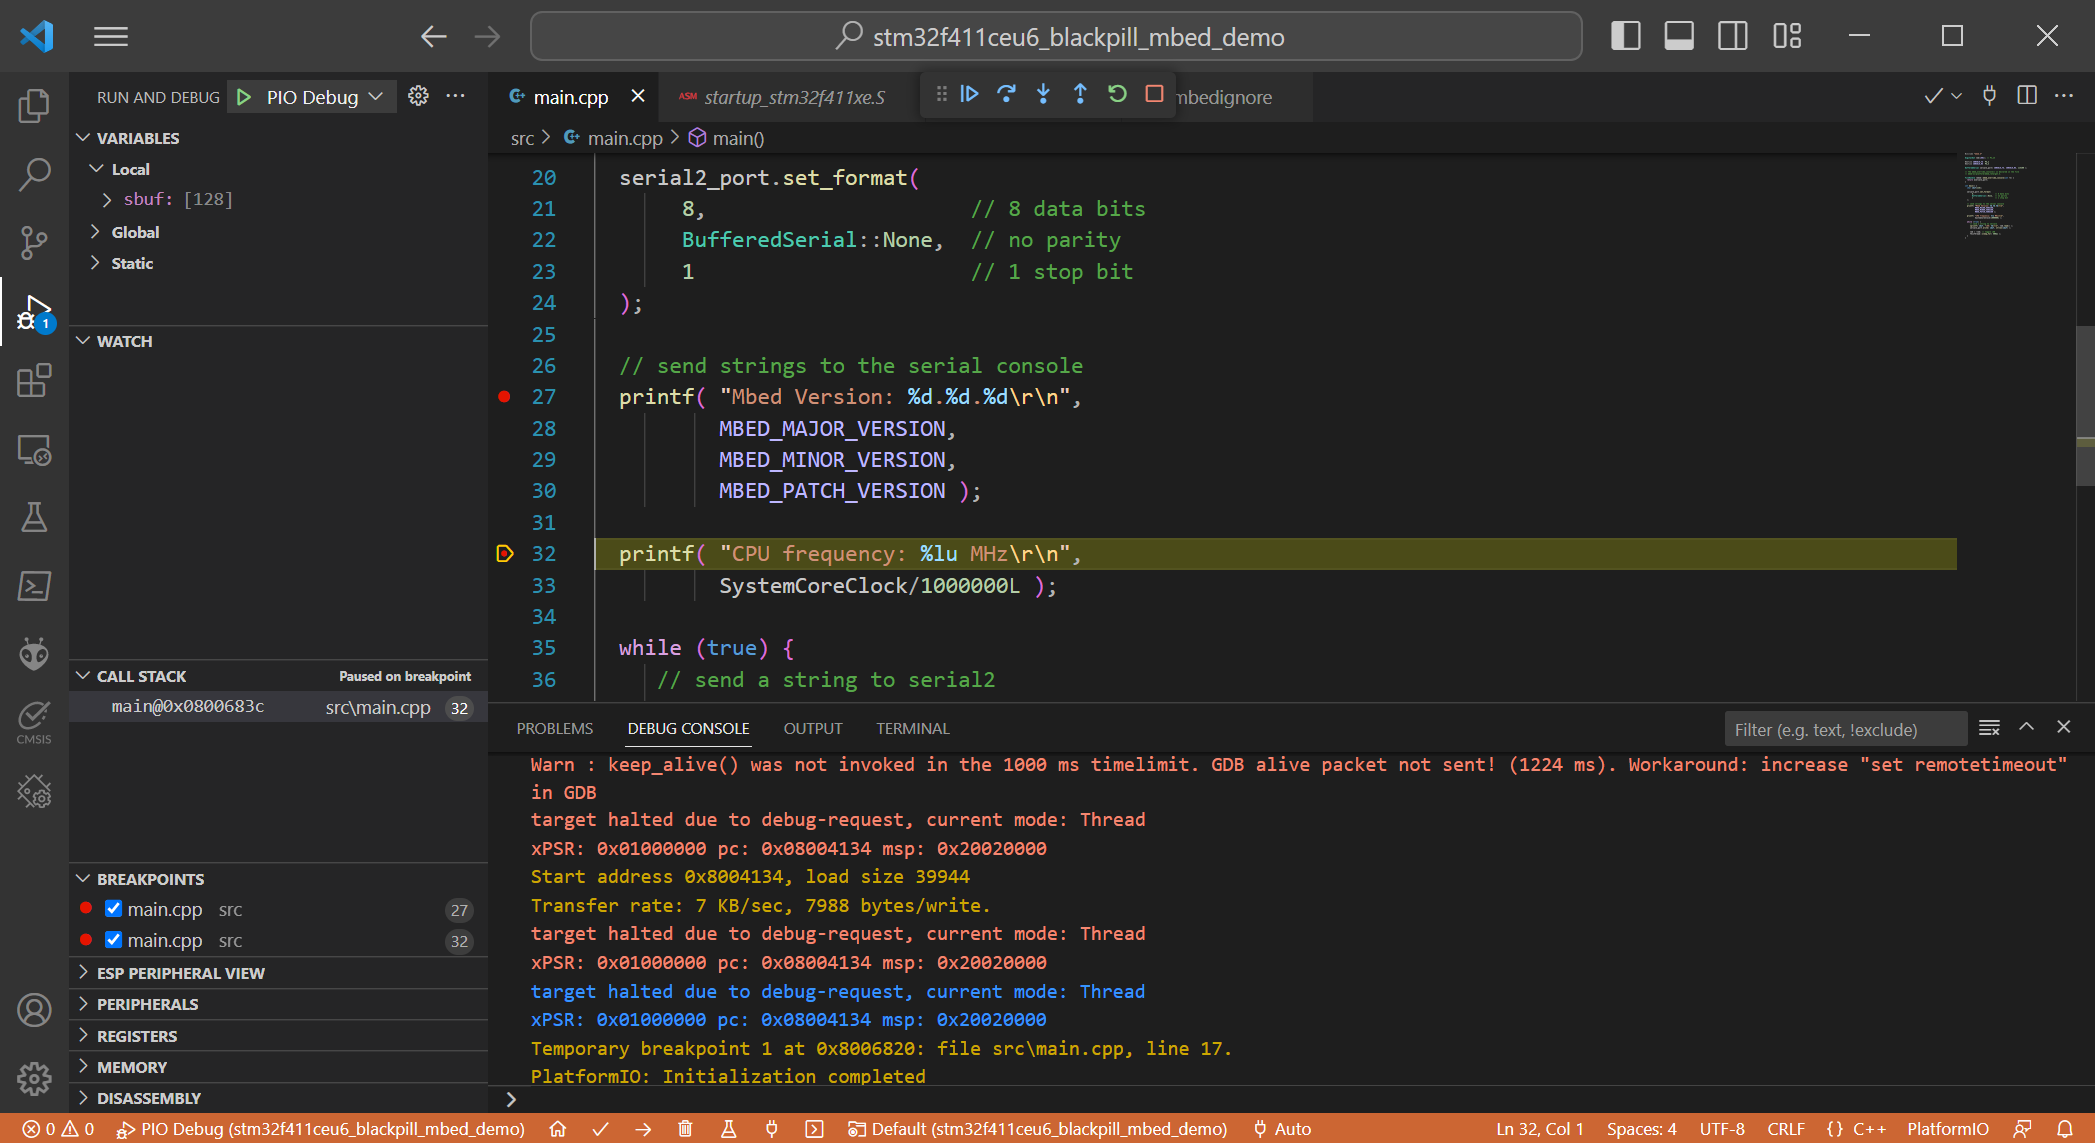 stm32f411ceu6_blackpill_mbed_demo
RUN AND DEBUG
PIO Debug
main.cpp
ASM startup_stm32f411xe.S
mbedignore
src > main.cpp > main()
VARIABLES
Local
sbuf: [128]
Global
Static
WATCH
CALL STACK
Paused on breakpoint
main@0x0800683c
src\main.cpp
32
BREAKPOINTS
main.cpp src 27
main.cpp src 32
ESP PERIPHERAL VIEW
PERIPHERALS
REGISTERS
MEMORY
DISASSEMBLY
1
CMSIS
20 serial2_port.set_format(
21 8, // 8 data bits
22 BufferedSerial::None, // no parity
23 1 // 1 stop bit
24 );
25
26 // send strings to the serial console
27 printf( "Mbed Version: %d.%d.%d\r\n",
28 MBED_MAJOR_VERSION,
29 MBED_MINOR_VERSION,
30 MBED_PATCH_VERSION );
31
32 printf( "CPU frequency: %lu MHz\r\n",
33 SystemCoreClock/1000000L );
34
35 while (true) {
36 // send a string to serial2
PROBLEMS
DEBUG CONSOLE
OUTPUT
TERMINAL
Filter (e.g. text, !exclude)
Warn : keep_alive() was not invoked in the 1000 ms timelimit. GDB alive packet not sent! (1224 ms). Workaround: increase "set remotetimeout"
in GDB
target halted due to debug-request, current mode: Thread
xPSR: 0x01000000 pc: 0x08004134 msp: 0x20020000
Start address 0x8004134, load size 39944
Transfer rate: 7 KB/sec, 7988 bytes/write.
target halted due to debug-request, current mode: Thread
xPSR: 0x01000000 pc: 0x08004134 msp: 0x20020000
target halted due to debug-request, current mode: Thread
xPSR: 0x01000000 pc: 0x08004134 msp: 0x20020000
Temporary breakpoint 1 at 0x8006820: file src\main.cpp, line 17.
PlatformIO: Initialization completed
0 0 PIO Debug (stm32f411ceu6_blackpill_mbed_demo) Default (stm32f411ceu6_blackpill_mbed_demo) Auto Ln 32, Col 1 Spaces: 4 UTF-8 CRLF {} C++ PlatformIO